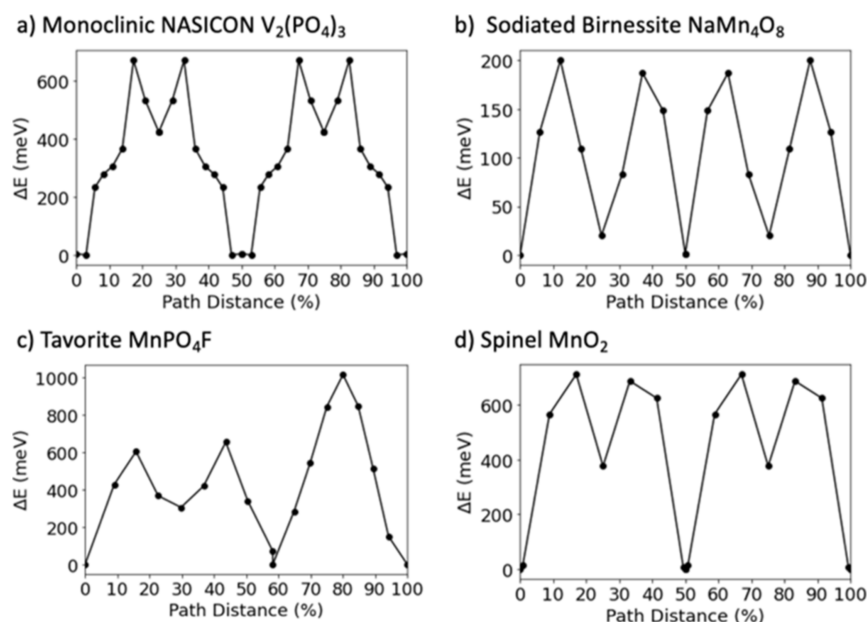 a) Monoclinic NASICON V₂(PO₄)₃
ΔE (meV)
600
400
200
0
0 10 20 30 40 50 60 70 80 90 100
Path Distance (%)
b) Sodiated Birnessite NaMn₄O₈
ΔE (meV)
200
150
100
50
0
0 10 20 30 40 50 60 70 80 90 100
Path Distance (%)
c) Tavorite MnPO₄F
ΔE (meV)
1000
800
600
400
200
0
0 10 20 30 40 50 60 70 80 90 100
Path Distance (%)
d) Spinel MnO₂
ΔE (meV)
600
400
200
0
0 10 20 30 40 50 60 70 80 90 100
Path Distance (%)